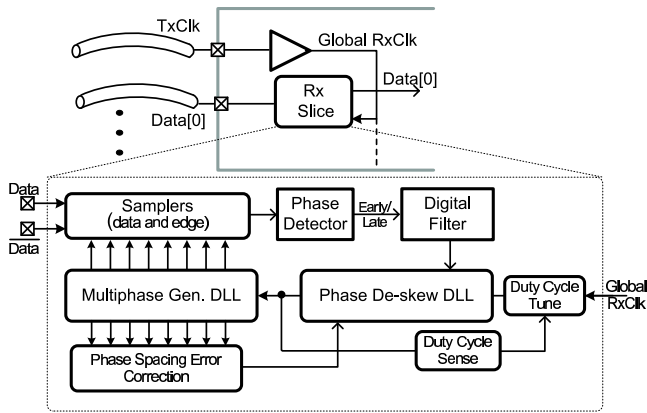 TxClk
Global RxClk
Data[0]
Rx
Slice
Data[0]
Data
Data
Samplers
(data and edge)
Phase
Detector
Early/
Late
Digital
Filter
Multiphase Gen. DLL
Phase De-skew DLL
Duty Cycle
Tune
Global
RxClk
Phase Spacing Error
Correction
Duty Cycle
Sense